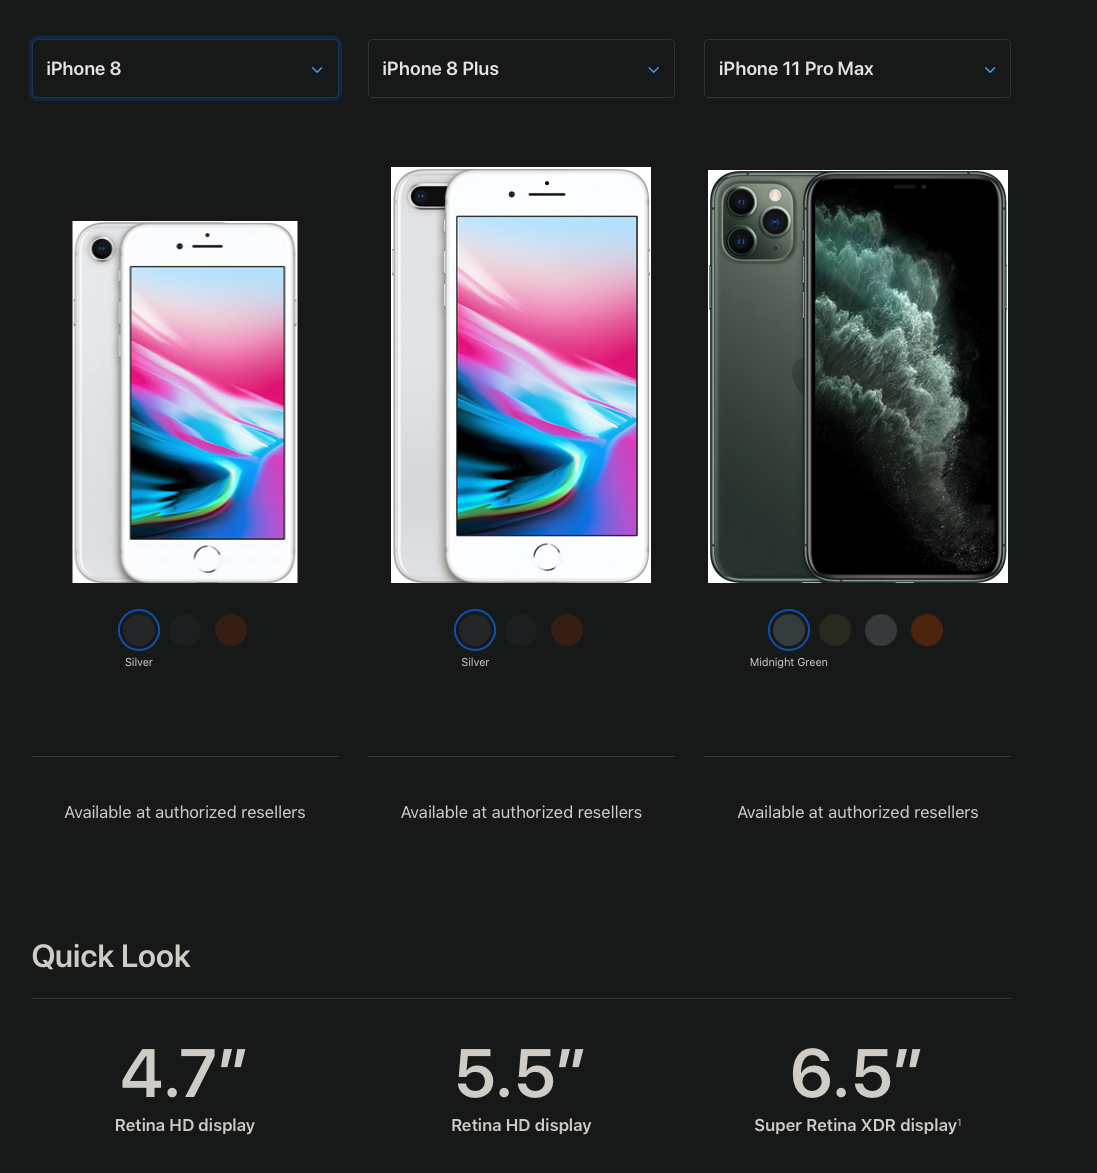 iPhone 8
iPhone 8 Plus
iPhone 11 Pro Max
Silver
Silver
Midnight Green
Available at authorized resellers
Available at authorized resellers
Available at authorized resellers
Quick Look
4.7″
5.5″
6.5″
Retina HD display
Retina HD display
Super Retina XDR display¹